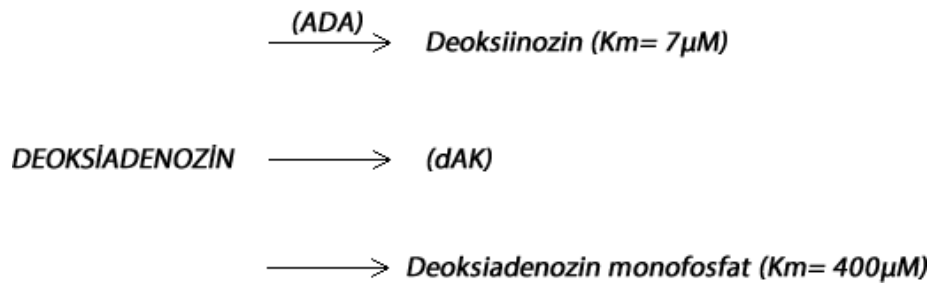 (ADA)
Deoksiinozin (Km= 7µM)
DEOKSİADENOZİN
(dAK)
Deoksiadenozin monofosfat (Km= 400µM)